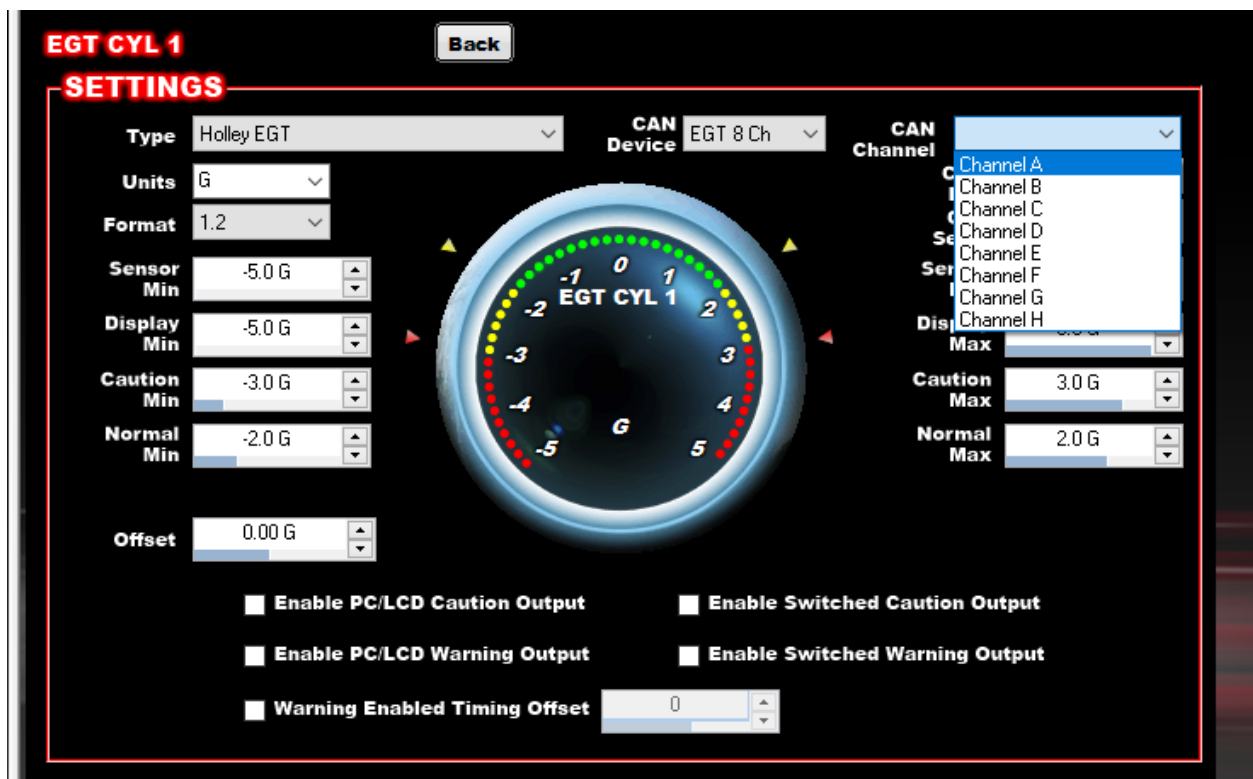 EGT CYL 1
Back
SETTINGS
Type
Holley EGT
CAN Device
EGT 8 Ch
CAN Channel
Channel A
Channel B
Channel C
Channel D
Channel E
Channel F
Channel G
Channel H
Units
G
Format
1.2
Sensor Min
-5.0 G
Display Min
-5.0 G
Caution Min
-3.0 G
Normal Min
-2.0 G
Offset
0.00 G
-5
-4
-3
-2
-1
0
1
2
3
4
5
EGT CYL 1
G
Max
Caution Max
3.0 G
Normal Max
2.0 G
Enable PC/LCD Caution Output
Enable Switched Caution Output
Enable PC/LCD Warning Output
Enable Switched Warning Output
Warning Enabled Timing Offset
0